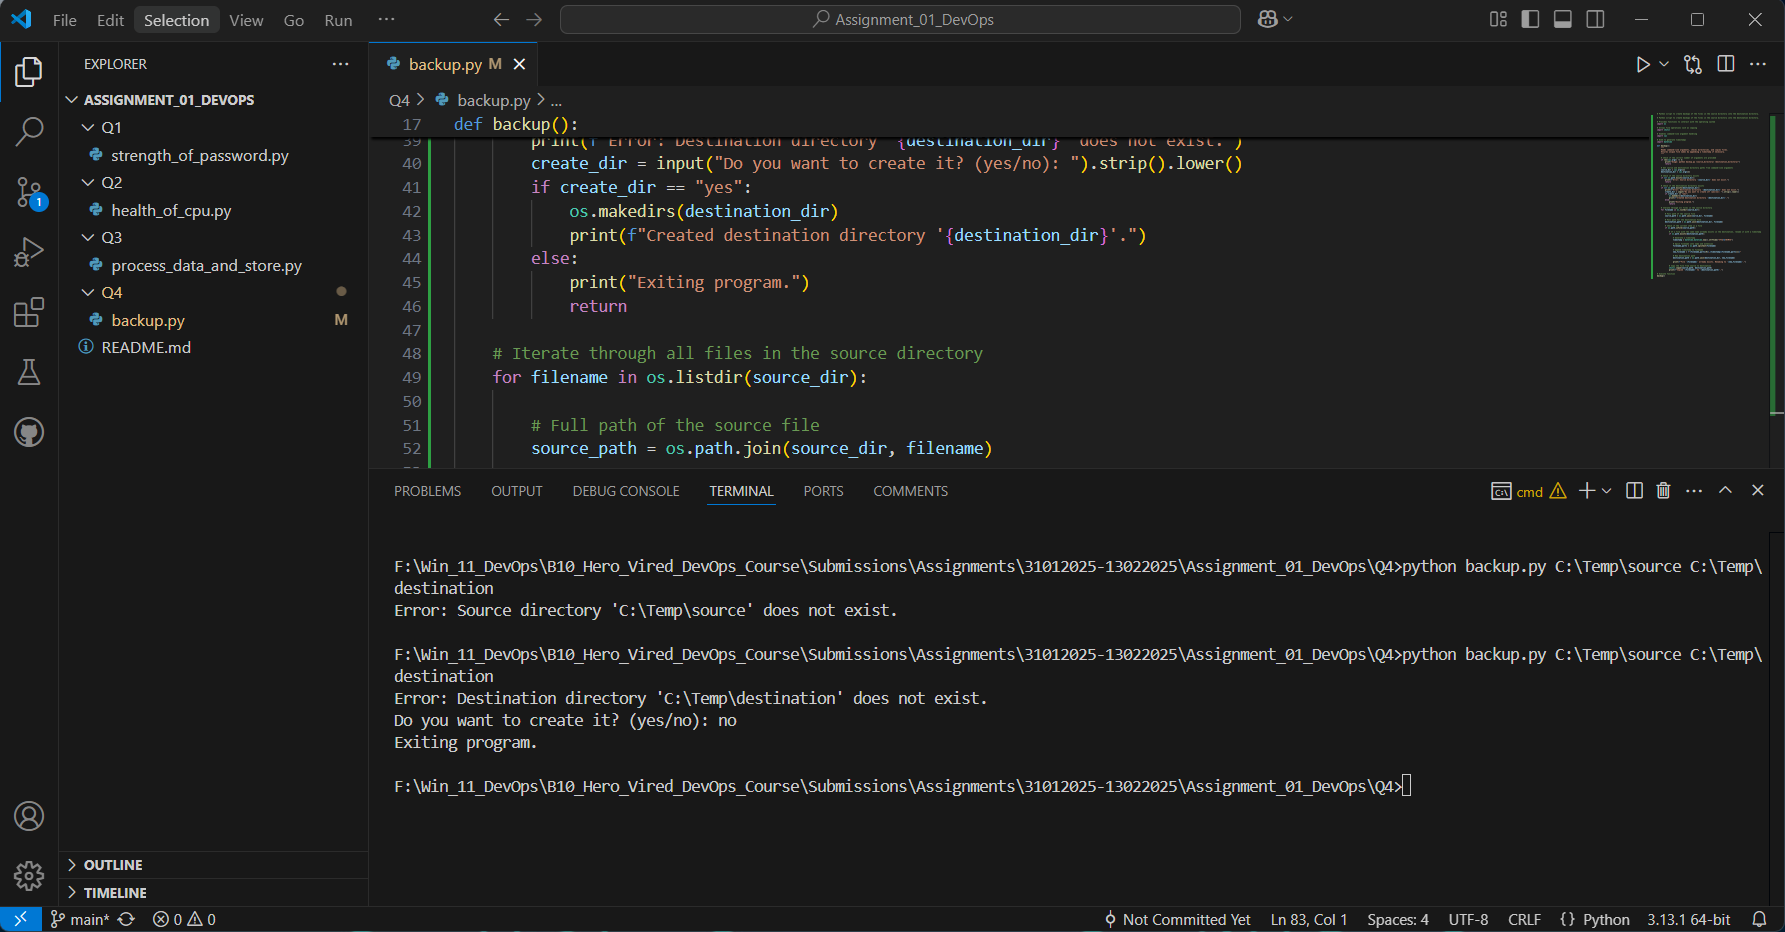 File Edit Selection View Go Run ···
Assignment_01_DevOps
EXPLORER
ASSIGNMENT_01_DEVOPS
Q1
strength_of_password.py
Q2
health_of_cpu.py
Q3
process_data_and_store.py
Q4
backup.py M
README.md
OUTLINE
TIMELINE
1
backup.py M
Q4 > backup.py > ...
17 def backup():
39 print(f"Error: Destination directory '{destination_dir}' does not exist.")
40 create_dir = input("Do you want to create it? (yes/no): ").strip().lower()
41 if create_dir == "yes":
42 os.makedirs(destination_dir)
43 print(f"Created destination directory '{destination_dir}'.")
44 else:
45 print("Exiting program.")
46 return
47
48 # Iterate through all files in the source directory
49 for filename in os.listdir(source_dir):
50
51 # Full path of the source file
52 source_path = os.path.join(source_dir, filename)
PROBLEMS OUTPUT DEBUG CONSOLE TERMINAL PORTS COMMENTS
cmd
F:\Win_11_DevOps\B10_Hero_Vired_DevOps_Course\Submissions\Assignments\31012025-13022025\Assignment_01_DevOps\Q4>python backup.py C:\Temp\source C:\Temp\
destination
Error: Source directory 'C:\Temp\source' does not exist.
F:\Win_11_DevOps\B10_Hero_Vired_DevOps_Course\Submissions\Assignments\31012025-13022025\Assignment_01_DevOps\Q4>python backup.py C:\Temp\source C:\Temp\
destination
Error: Destination directory 'C:\Temp\destination' does not exist.
Do you want to create it? (yes/no): no
Exiting program.
F:\Win_11_DevOps\B10_Hero_Vired_DevOps_Course\Submissions\Assignments\31012025-13022025\Assignment_01_DevOps\Q4>
main* 0 0 Not Committed Yet Ln 83, Col 1 Spaces: 4 UTF-8 CRLF {} Python 3.13.1 64-bit